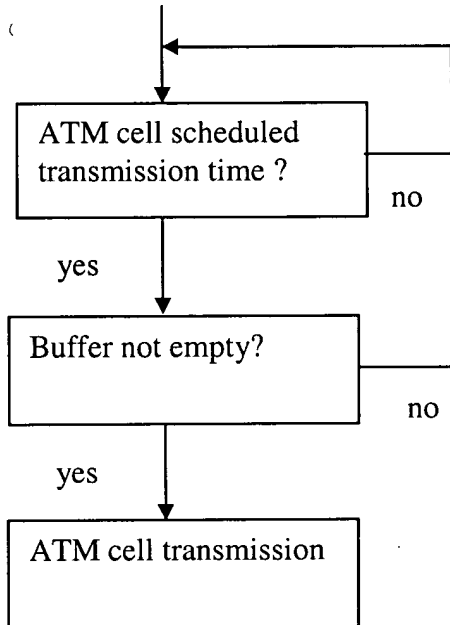 ATM cell scheduled
transmission time ?
no
yes
Buffer not empty?
no
yes
ATM cell transmission